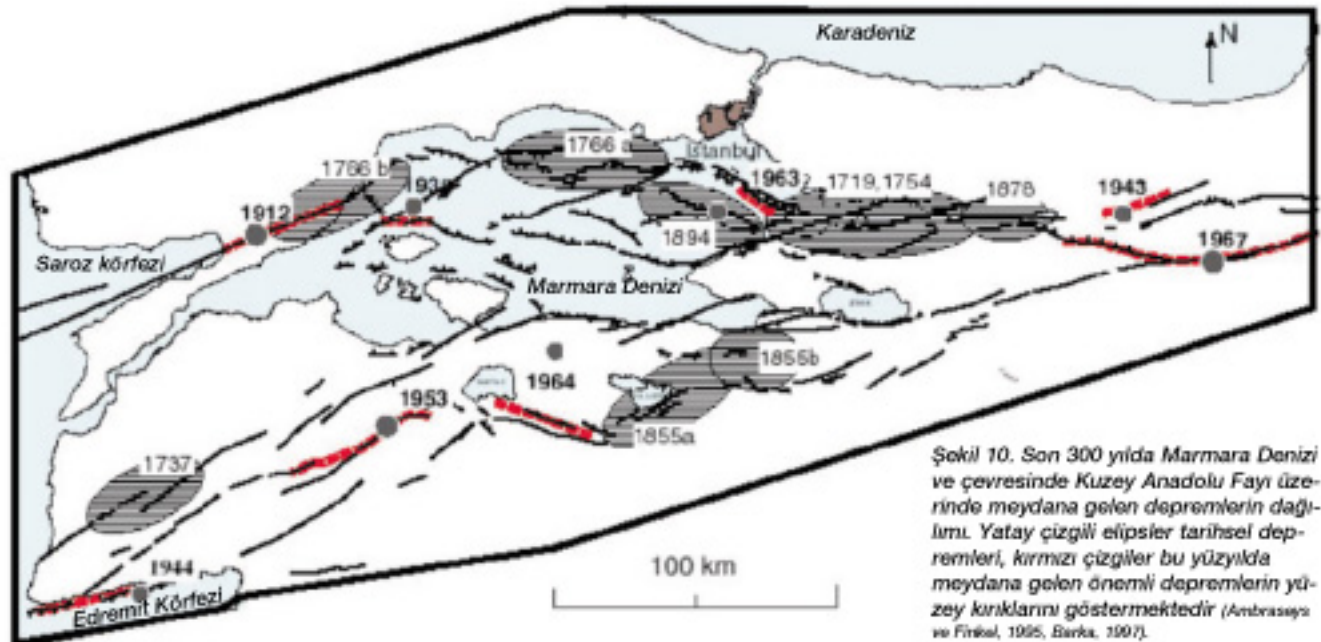 Karadeniz
N
1766 a
İstanbul
1766 b
1963
1719, 1754
1878
1943
1912
1894
1967
Saroz körfezi
Marmara Denizi
1855b
1964
1953
1855a
1737
1944
Edremit Körfezi
100 km
Şekil 10. Son 300 yılda Marmara Denizi
ve çevresinde Kuzey Anadolu Fayı üze-
rinde meydana gelen depremlerin dağı-
lımı. Yatay çizgili elipsler tarihsel dep-
remleri, kırmızı çizgiler bu yüzyılda
meydana gelen önemli depremlerin yü-
zey kırıklarını göstermektedir (Ambraseys
ve Finkel, 1995, Barka, 1997).